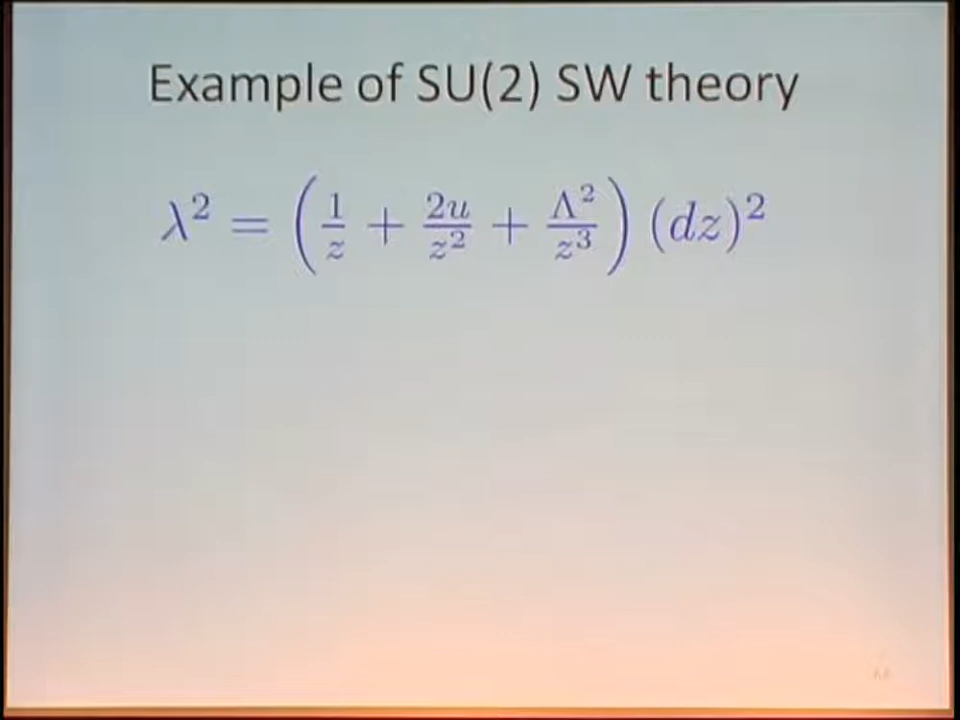 Example of SU(2) SW theory
λ² = (1/z + 2u/z² + Λ²/z³) (dz)²